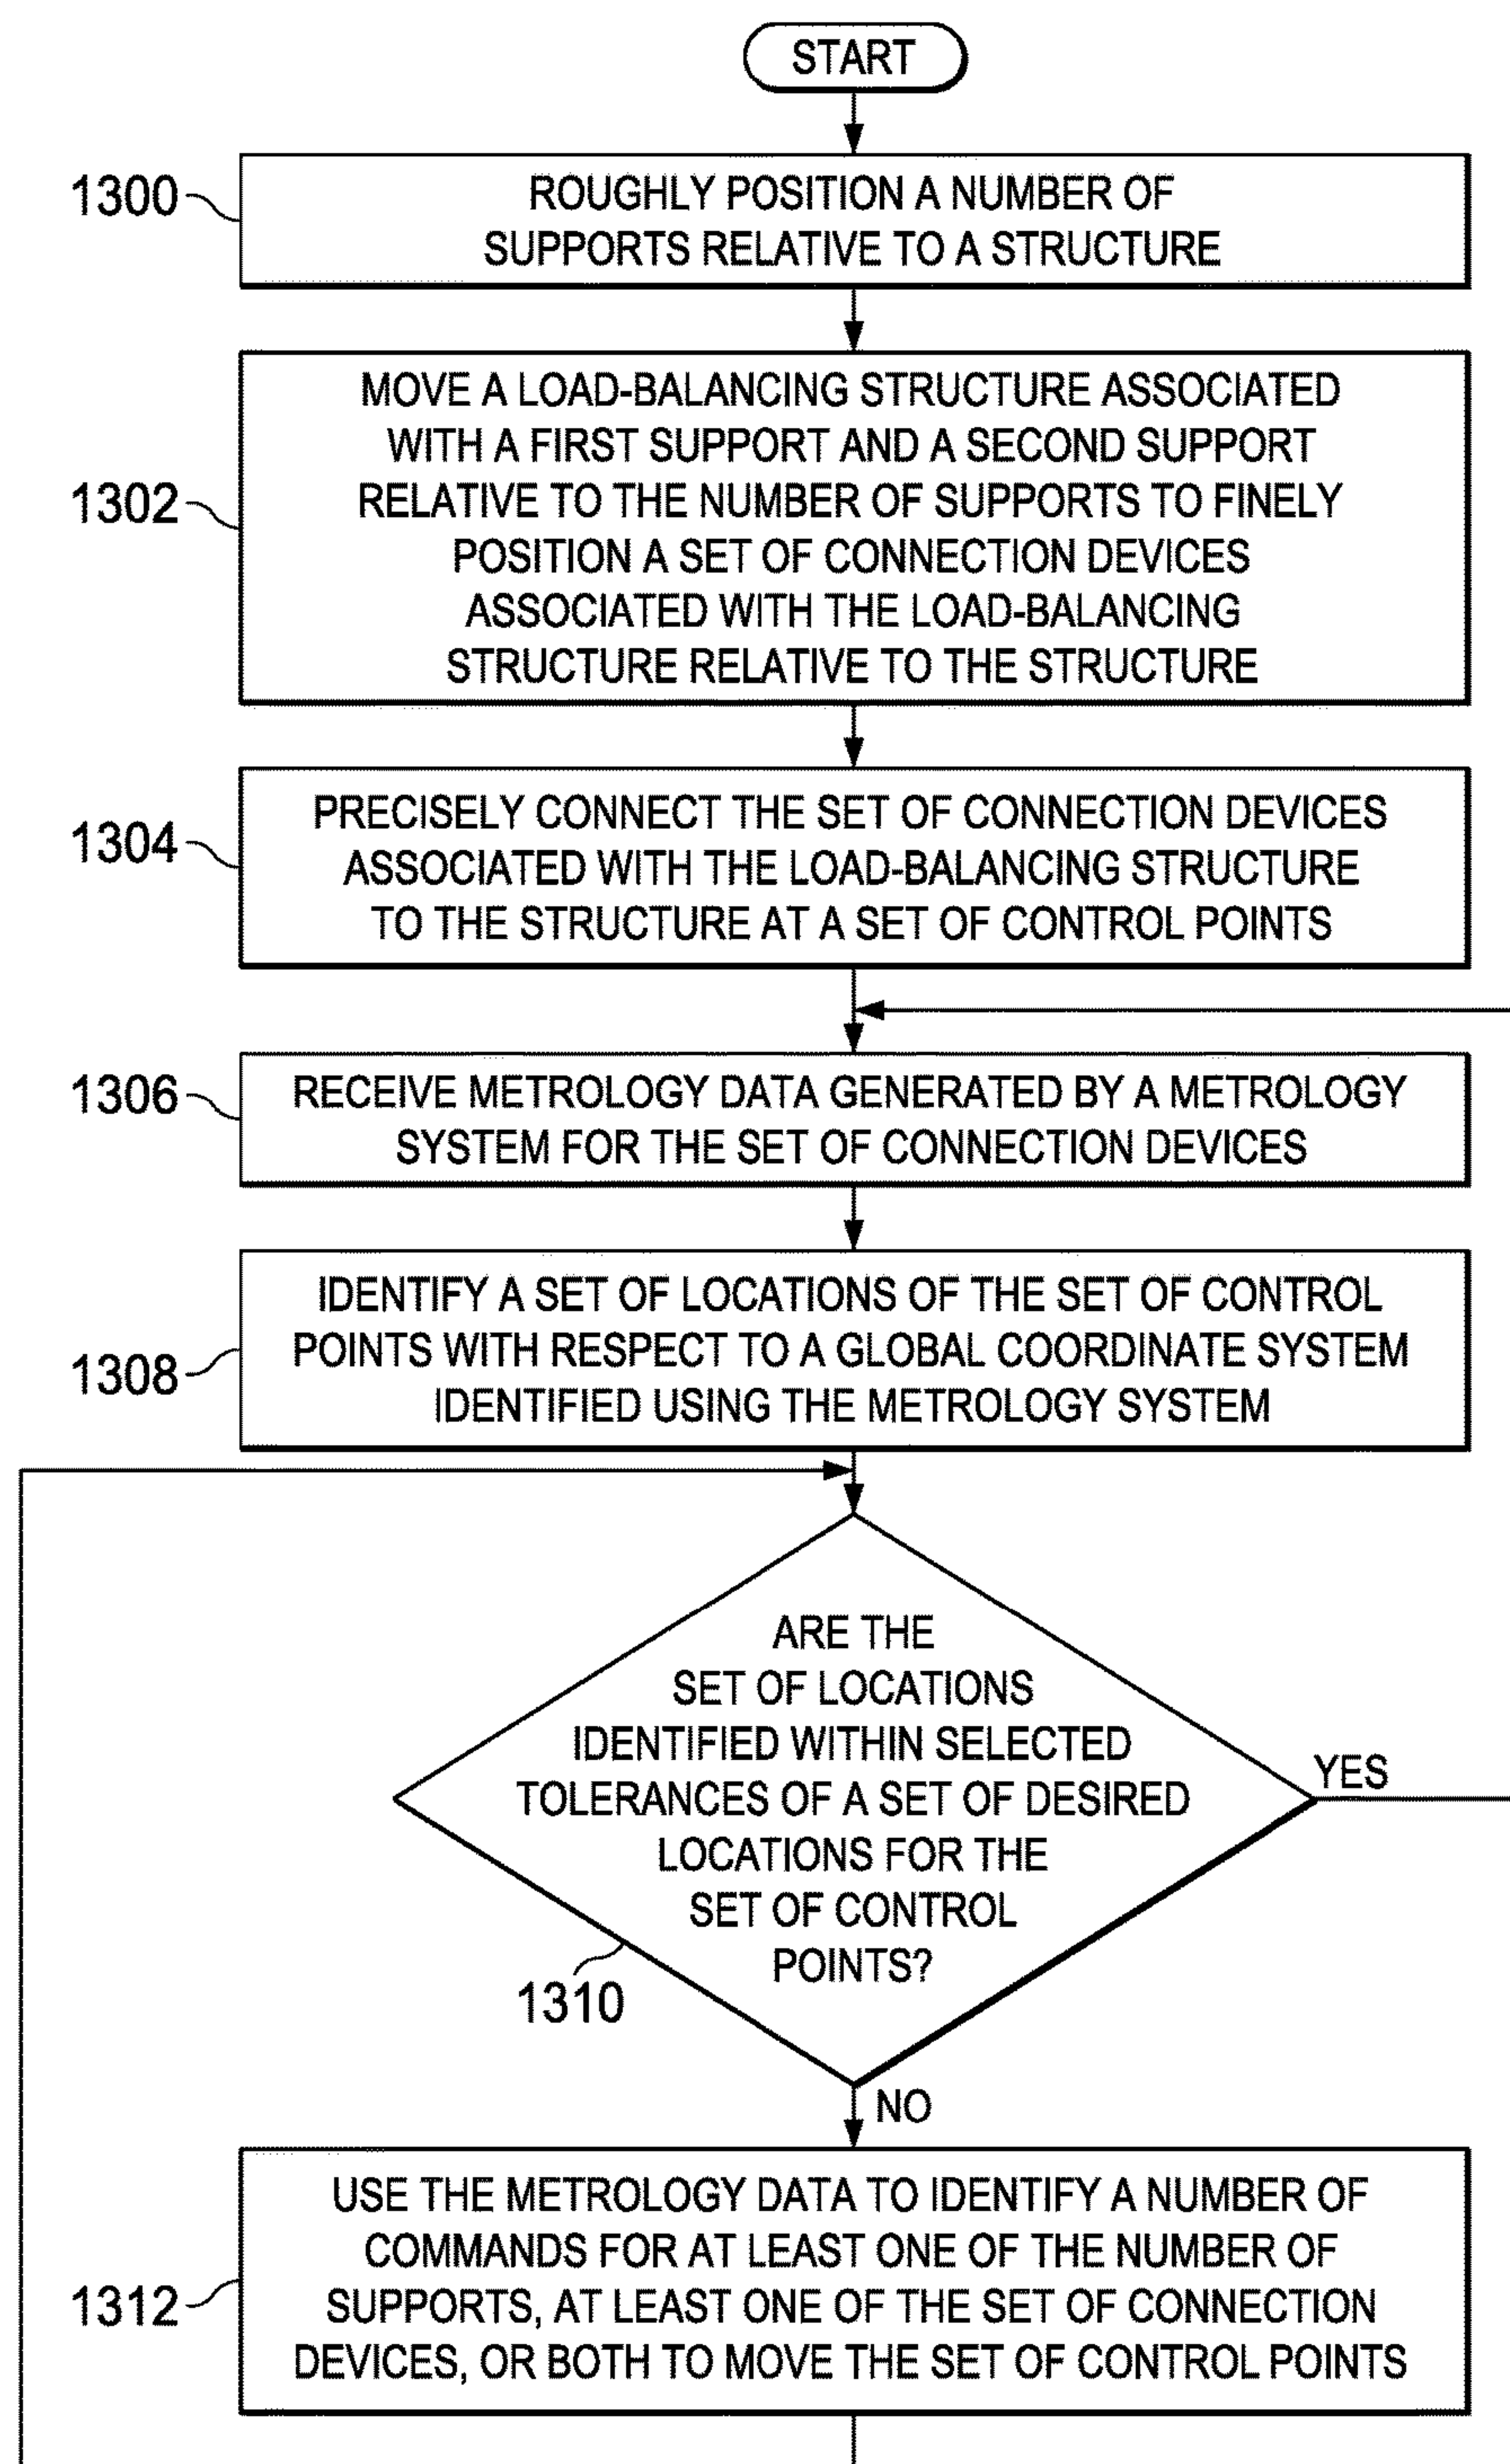 START
1300
ROUGHLY POSITION A NUMBER OF
SUPPORTS RELATIVE TO A STRUCTURE
1302
MOVE A LOAD-BALANCING STRUCTURE ASSOCIATED
WITH A FIRST SUPPORT AND A SECOND SUPPORT
RELATIVE TO THE NUMBER OF SUPPORTS TO FINELY
POSITION A SET OF CONNECTION DEVICES
ASSOCIATED WITH THE LOAD-BALANCING
STRUCTURE RELATIVE TO THE STRUCTURE
1304
PRECISELY CONNECT THE SET OF CONNECTION DEVICES
ASSOCIATED WITH THE LOAD-BALANCING STRUCTURE
TO THE STRUCTURE AT A SET OF CONTROL POINTS
1306
RECEIVE METROLOGY DATA GENERATED BY A METROLOGY
SYSTEM FOR THE SET OF CONNECTION DEVICES
1308
IDENTIFY A SET OF LOCATIONS OF THE SET OF CONTROL
POINTS WITH RESPECT TO A GLOBAL COORDINATE SYSTEM
IDENTIFIED USING THE METROLOGY SYSTEM
ARE THE
SET OF LOCATIONS
IDENTIFIED WITHIN SELECTED
TOLERANCES OF A SET OF DESIRED
LOCATIONS FOR THE
SET OF CONTROL
POINTS?
YES
1310
NO
1312
USE THE METROLOGY DATA TO IDENTIFY A NUMBER OF
COMMANDS FOR AT LEAST ONE OF THE NUMBER OF
SUPPORTS, AT LEAST ONE OF THE SET OF CONNECTION
DEVICES, OR BOTH TO MOVE THE SET OF CONTROL POINTS